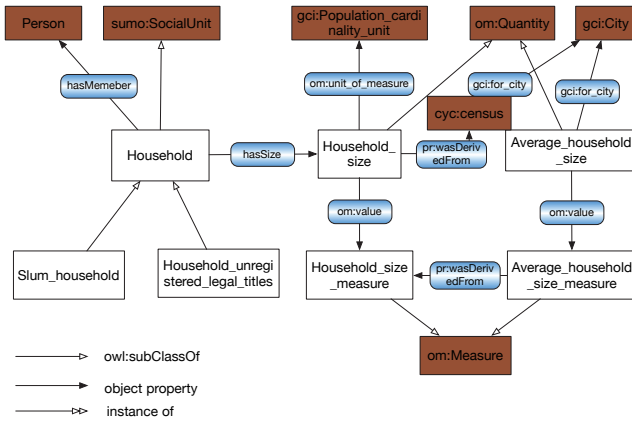 Person
sumo:SocialUnit
gci:Population_cardi
nality_unit
om:Quantity
gci:City
hasMemeber
om:unit_of_measure
gci:for_city
gci:for_city
cyc:census
Household
hasSize
Household_
size
pr:wasDeriv
edFrom
Average_household
_size
om:value
om:value
Slum_household
Household_unregi
stered_legal_titles
Household_size
_measure
pr:wasDeriv
edFrom
Average_household
_size_measure
om:Measure
owl:subClassOf
object property
instance of